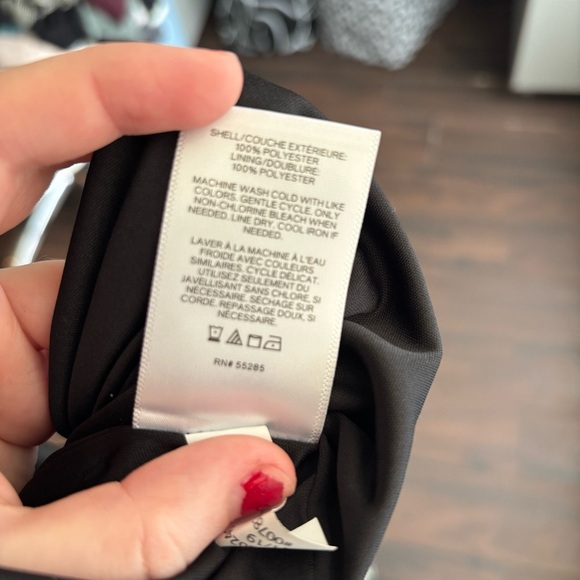 SHELL/COUCHE EXTÉRIEURE:
100% POLYESTER
LINING/DOUBLURE:
100% POLYESTER
MACHINE WASH COLD WITH LIKE
COLORS. GENTLE CYCLE. ONLY
NON-CHLORINE BLEACH WHEN
NEEDED. LINE DRY. COOL IRON IF
NEEDED.
LAVER À LA MACHINE À L'EAU
FROIDE AVEC COULEURS
SIMILAIRES. CYCLE DÉLICAT.
UTILISEZ SEULEMENT DU
JAVELLISANT SANS CHLORE, SI
NÉCESSAIRE. SÉCHAGE SUR
CORDE. REPASSAGE DOUX, SI
NÉCESSAIRE.
RN# 55285